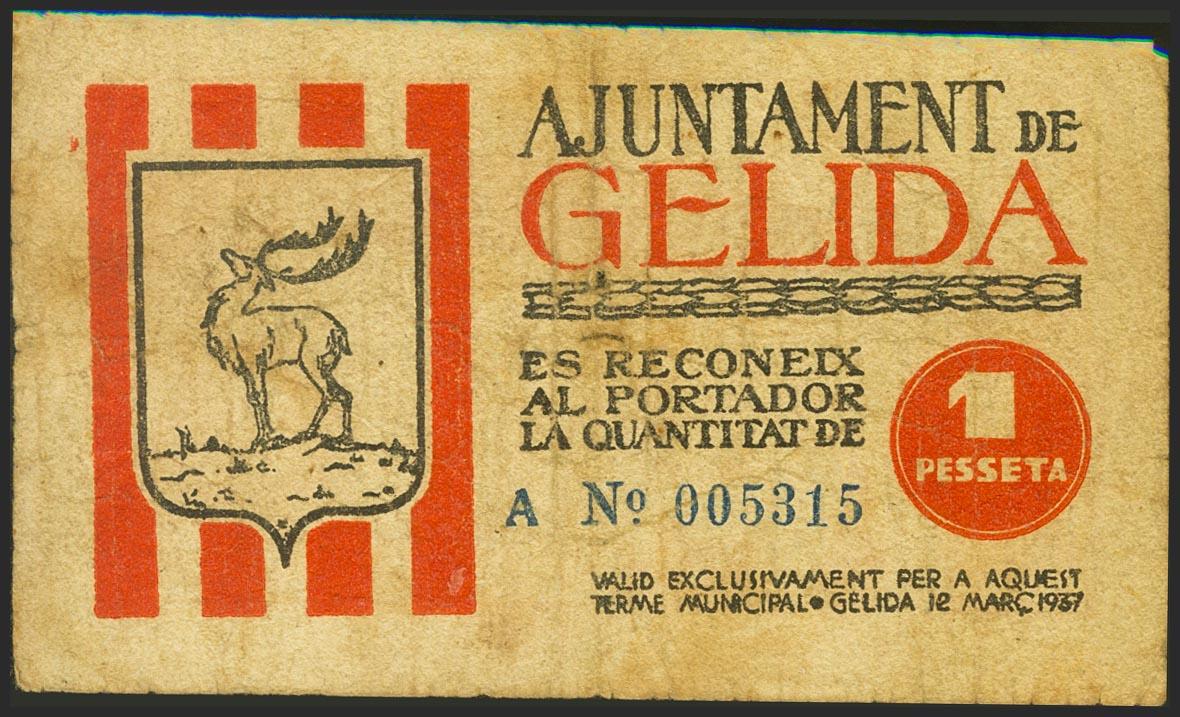 AJUNTAMENT DE
GELIDA
ES RECONEIX
AL PORTADOR
LA QUANTITAT DE
1
PESSETA
A Nº 005315
VALID EXCLUSIVAMENT PER A AQUEST
TERME MUNICIPAL • GELIDA 12 MARÇ 1937